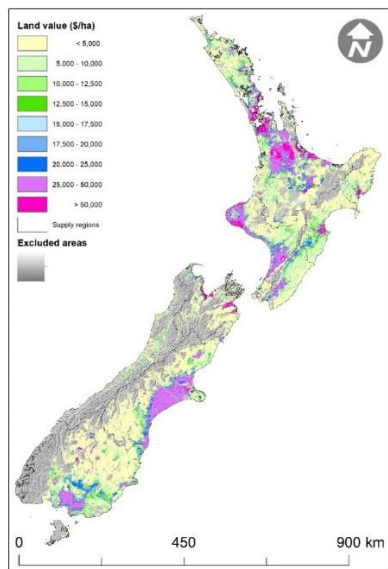 Land value ($/ha)
< 5,000
5,000 - 10,000
10,000 - 12,500
12,500 - 15,000
15,000 - 17,500
17,500 - 20,000
20,000 - 25,000
25,000 - 50,000
> 50,000
Supply regions
Excluded areas
N
0 450 900 km